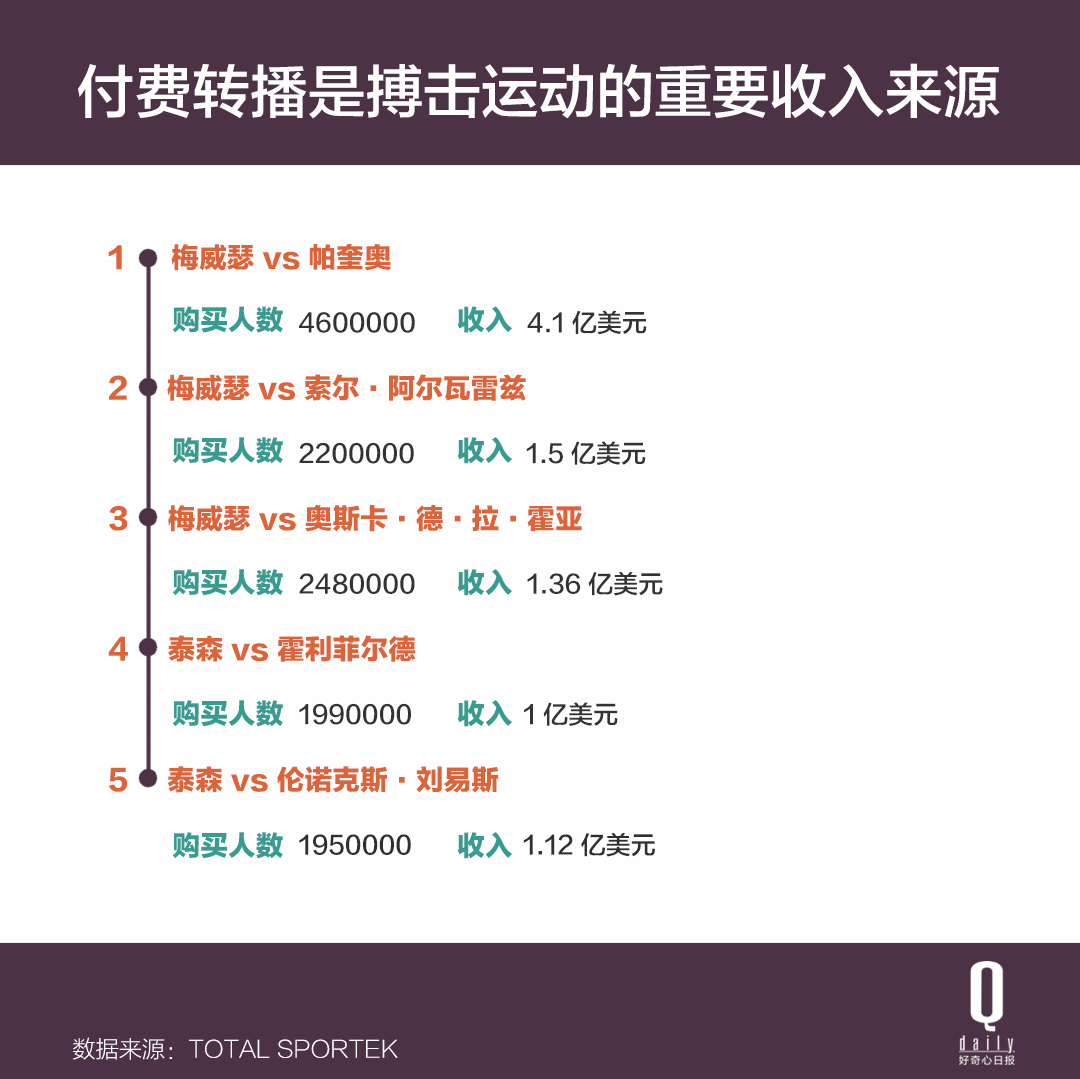 付费转播是搏击运动的重要收入来源
1 梅威瑟 vs 帕奎奥
购买人数 4600000 收入 4.1 亿美元
2 梅威瑟 vs 索尔·阿尔瓦雷兹
购买人数 2200000 收入 1.5 亿美元
3 梅威瑟 vs 奥斯卡·德·拉·霍亚
购买人数 2480000 收入 1.36 亿美元
4 泰森 vs 霍利菲尔德
购买人数 1990000 收入 1 亿美元
5 泰森 vs 伦诺克斯·刘易斯
购买人数 1950000 收入 1.12 亿美元
Q
daily
好奇心日报
数据来源：TOTAL SPORTEK